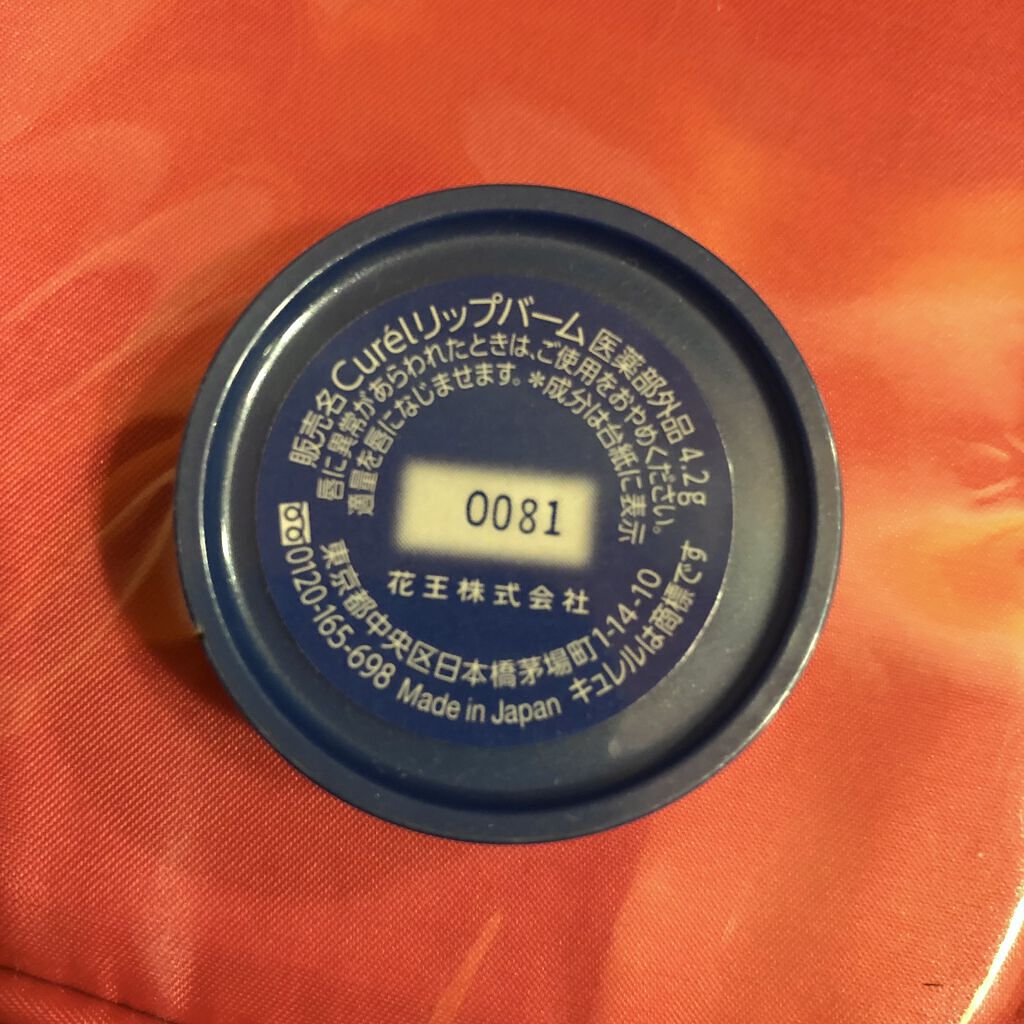 販売名 Curél リップバーム 医薬部外品 4.2g
唇に異常があらわれたときは、ご使用をおやめください。
適量を唇になじませます。*成分は台紙に表示
0081
花王株式会社
東京都中央区日本橋茅場町1-14-10
0120-165-698 Made in Japan キュレルは商標です